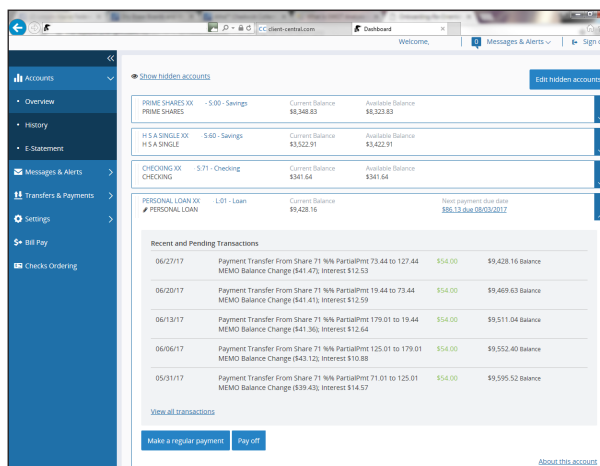 client-central.com
Dashboard
Welcome,
Messages & Alerts
Sign
Accounts
Show hidden accounts
Edit hidden accounts
Overview
PRIME SHARES XX - S:00 - Savings Current Balance Available Balance
PRIME SHARES $8,348.83 $8,323.83
History
H S A SINGLE XX S:60 - Savings Current Balance Available Balance
H S A SINGLE $3,522.91 $3,422.91
E-Statement
CHECKING XX S:71 - Checking Current Balance Available Balance
CHECKING $341.64 $341.64
Messages & Alerts
Transfers & Payments
PERSONAL LOAN XX L:01 - Loan Current Balance Next payment due date
PERSONAL LOAN $9,428.16 $86.13 due 08/03/2017
Settings
Bill Pay
Checks Ordering
Recent and Pending Transactions
06/27/17 Payment Transfer From Share 71 %% PartialPmt 73.44 to 127.44 $54.00 $9,428.16 Balance
MEMO Balance Change ($41.47); Interest $12.53
06/20/17 Payment Transfer From Share 71 %% PartialPmt 19.44 to 73.44 $54.00 $9,469.63 Balance
MEMO Balance Change ($41.41); Interest $12.59
06/13/17 Payment Transfer From Share 71 %% PartialPmt 179.01 to 19.44 $54.00 $9,511.04 Balance
MEMO Balance Change ($41.36); Interest $12.64
06/06/17 Payment Transfer From Share 71 %% PartialPmt 125.01 to 179.01 $54.00 $9,552.40 Balance
MEMO Balance Change ($43.12); Interest $10.88
05/31/17 Payment Transfer From Share 71 %% PartialPmt 71.01 to 125.01 $54.00 $9,595.52 Balance
MEMO Balance Change ($39.43); Interest $14.57
View all transactions
Make a regular payment
Pay off
About this account